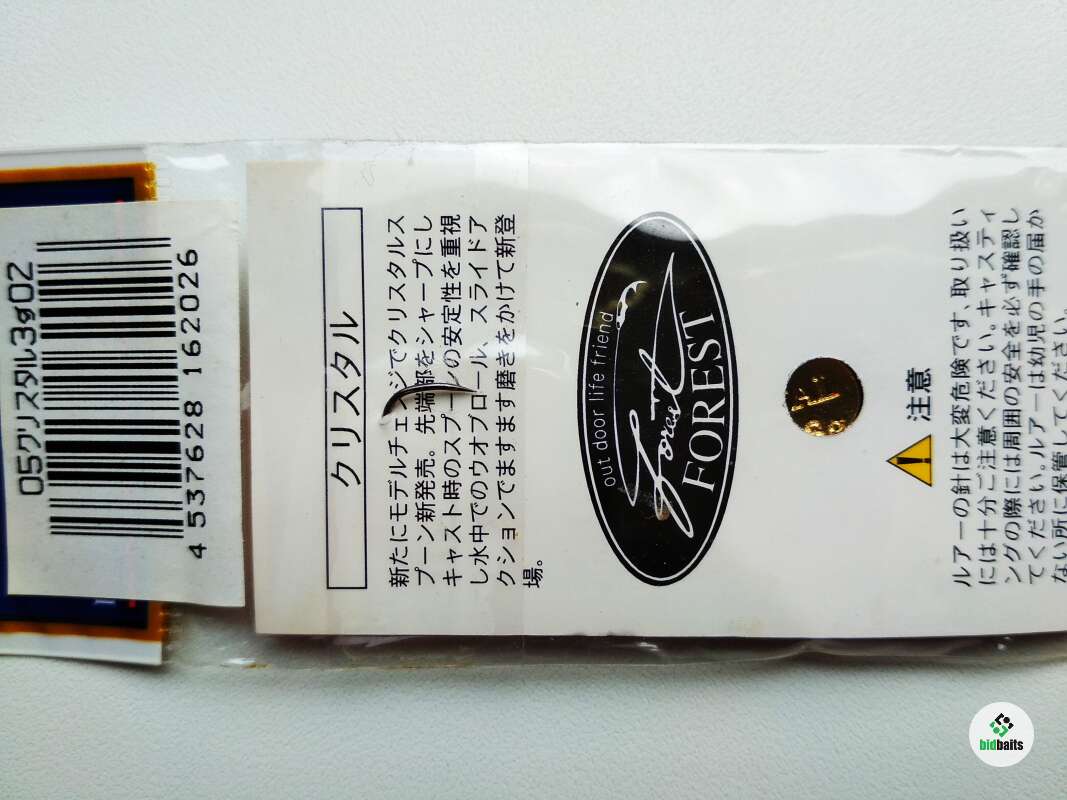 05クリスタル3g02
4 537628 162026
クリスタル
新たにモデルチェンジでクリスタルス
プーン新発売。先端部をシャープにし
キャスト時のスプーンの安定性を重視
し水中でのウオブロール、スライドア
クションでますます磨きをかけて新登
場。
out door life friend
Forest
FOREST
注意
ルアーの針は大変危険です 取り扱い
には十分ご注意ください。キャスティ
ングの際には周囲の安全を必ず確認し
てください。ルアーは幼児の手の届か
ない所に保管してください。
bidbaits